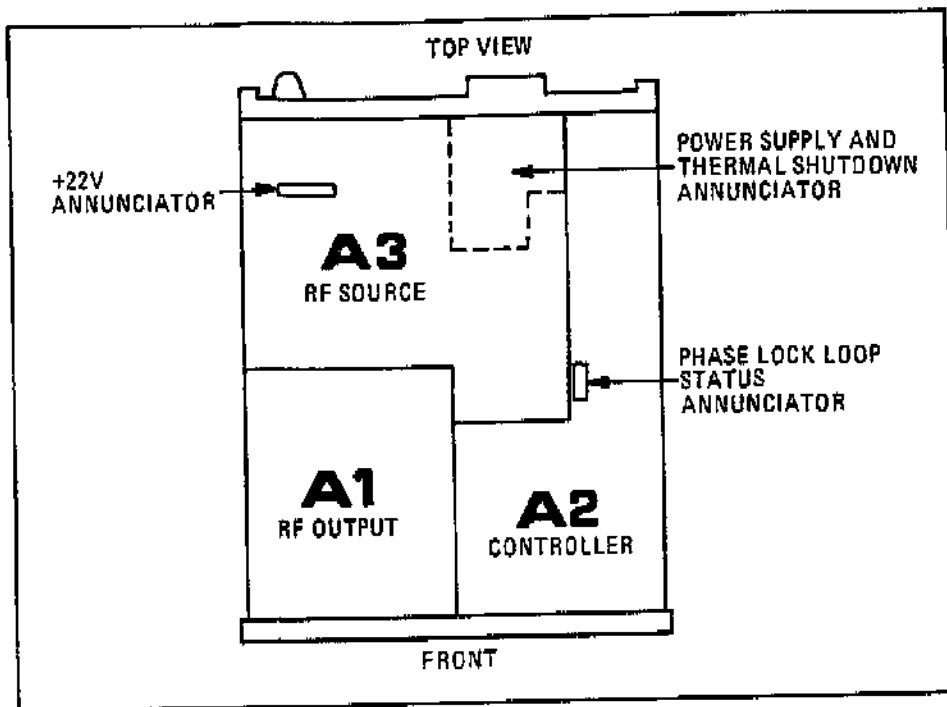 TOP VIEW
+22V
ANNUNCIATOR
POWER SUPPLY AND
THERMAL SHUTDOWN
ANNUNCIATOR
A3
RF SOURCE
PHASE LOCK LOOP
STATUS
ANNUNCIATOR
A1
RF OUTPUT
A2
CONTROLLER
FRONT